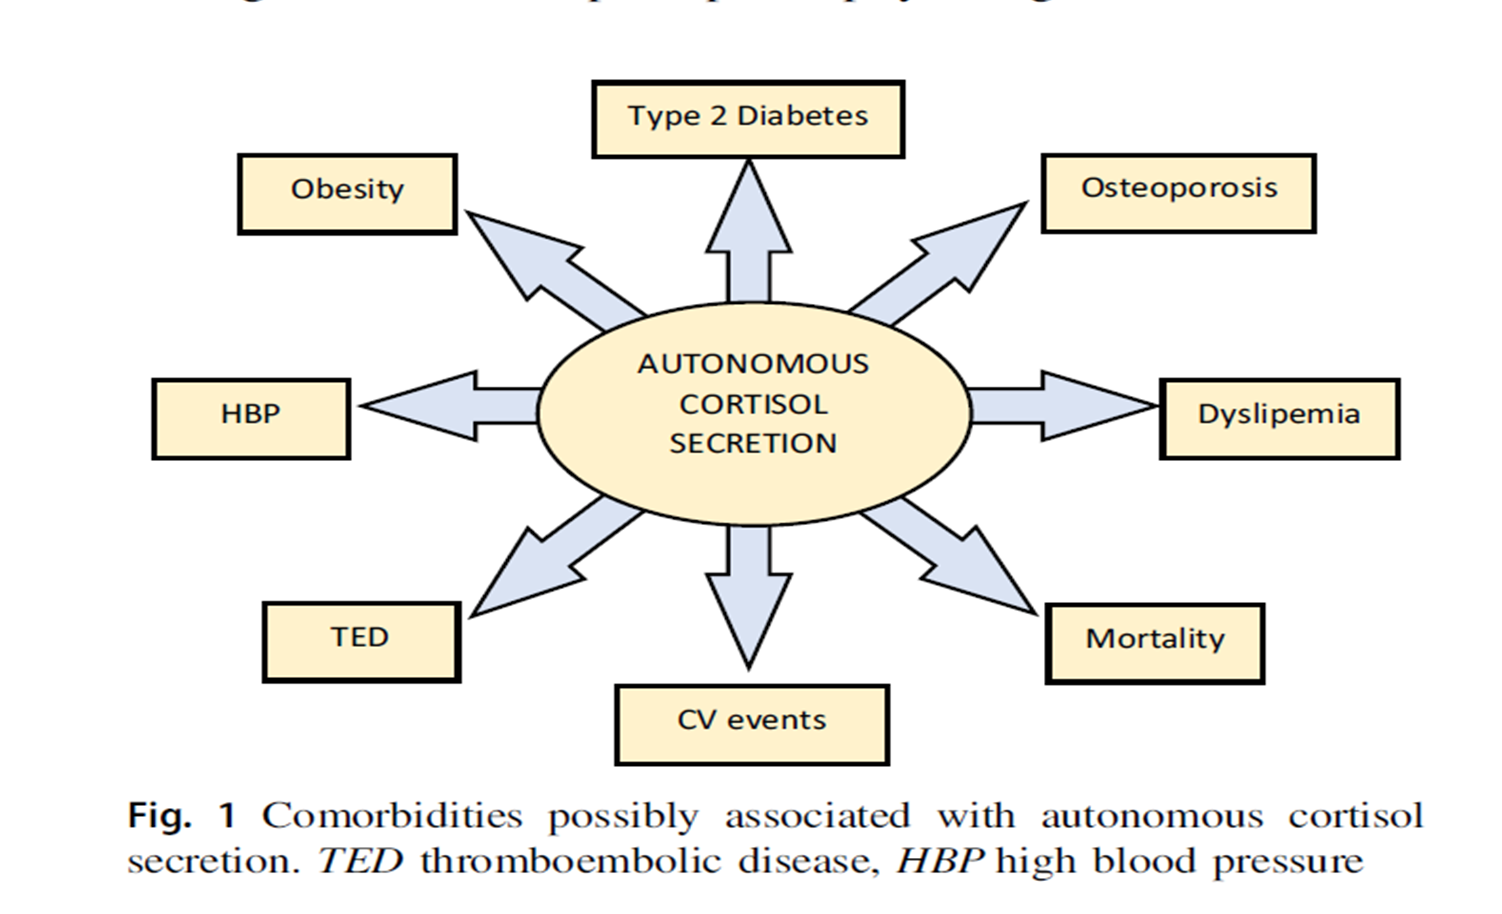 Type 2 Diabetes
Obesity
Osteoporosis
AUTONOMOUS
CORTISOL
SECRETION
HBP
Dyslipemia
TED
Mortality
CV events
Fig. 1 Comorbidities possibly associated with autonomous cortisol
secretion. TED thromboembolic disease, HBP high blood pressure